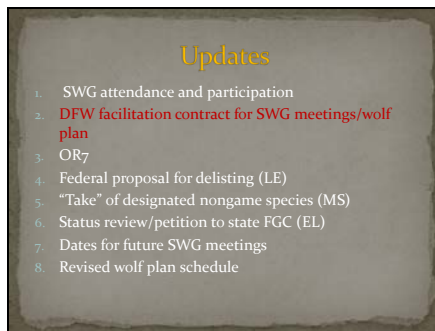 Updates
1. SWG attendance and participation
2. DFW facilitation contract for SWG meetings/wolf
plan
3. OR7
4. Federal proposal for delisting (LE)
5. “Take” of designated nongame species (MS)
6. Status review/petition to state FGC (EL)
7. Dates for future SWG meetings
8. Revised wolf plan schedule